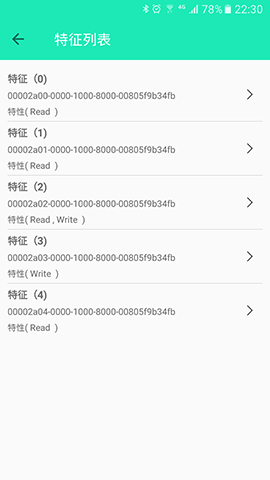 4G 78% 22:30
特征列表
特征（0)
00002a00-0000-1000-8000-00805f9b34fb
特性( Read )
特征（1)
00002a01-0000-1000-8000-00805f9b34fb
特性( Read )
特征（2)
00002a02-0000-1000-8000-00805f9b34fb
特性( Read , Write )
特征（3)
00002a03-0000-1000-8000-00805f9b34fb
特性( Write )
特征（4)
00002a04-0000-1000-8000-00805f9b34fb
特性( Read )